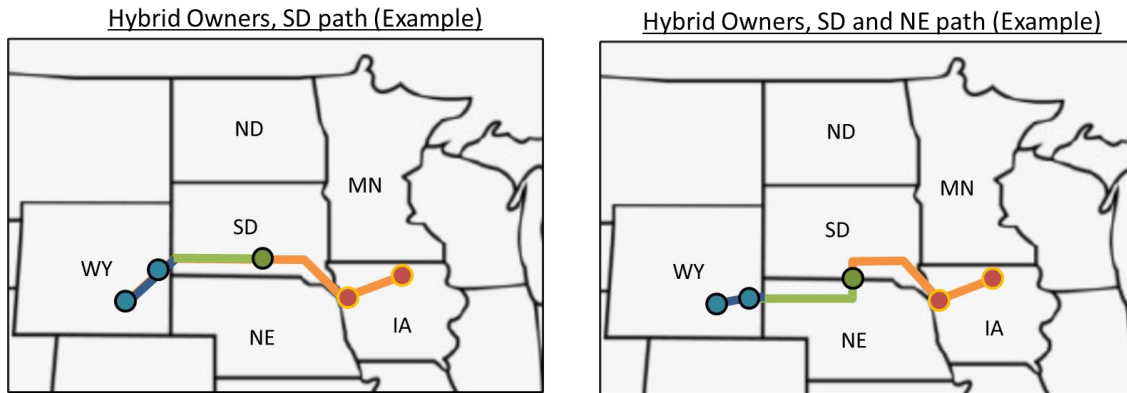 Hybrid Owners, SD path (Example)
ND
MN
SD
WY
IA
NE
Hybrid Owners, SD and NE path (Example)
ND
MN
SD
WY
IA
NE